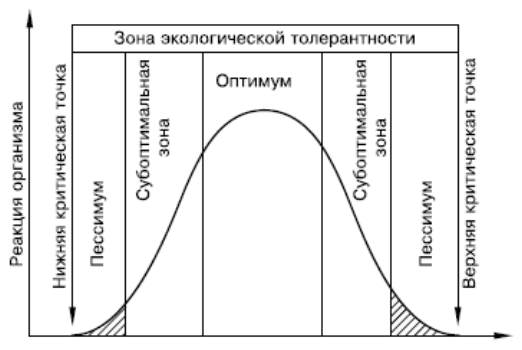 Зона экологической толерантности
Реакция организма
Нижняя критическая точка
Пессимум
Субоптимальная
зона
Оптимум
Субоптимальная
зона
Пессимум
Верхняя критическая точка